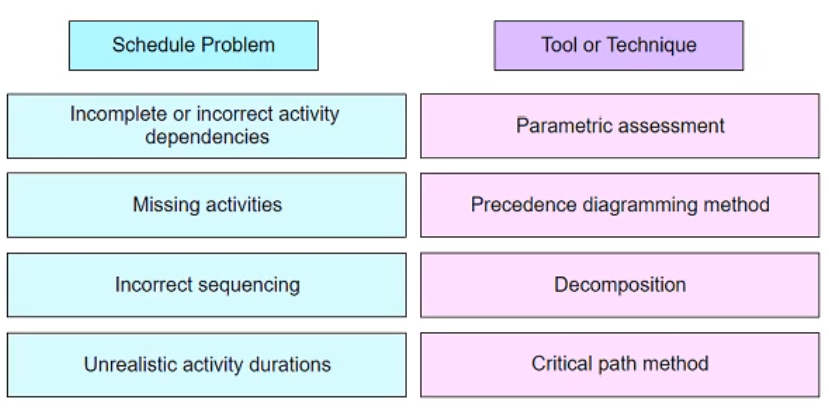 Schedule Problem
Tool or Technique
Incomplete or incorrect activity
dependencies
Parametric assessment
Missing activities
Precedence diagramming method
Incorrect sequencing
Decomposition
Unrealistic activity durations
Critical path method